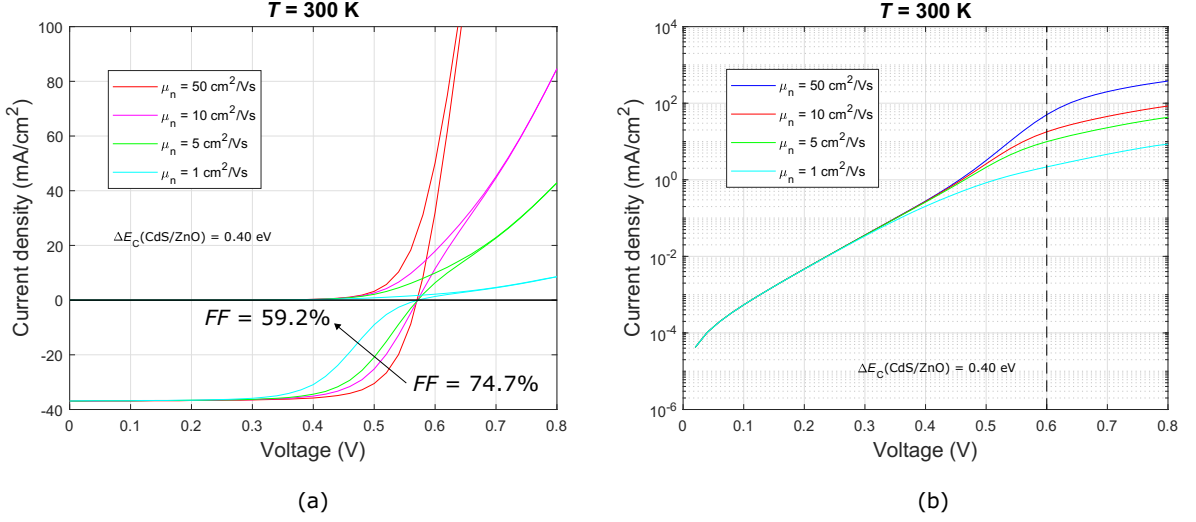 T = 300 K
Current density (mA/cm²)
100
80
60
40
20
0
-20
-40
μₙ = 50 cm²/Vs
μₙ = 10 cm²/Vs
μₙ = 5 cm²/Vs
μₙ = 1 cm²/Vs
ΔE_C(CdS/ZnO) = 0.40 eV
FF = 59.2%
FF = 74.7%
0 0.1 0.2 0.3 0.4 0.5 0.6 0.7 0.8
Voltage (V)
(a)
T = 300 K
Current density (mA/cm²)
10⁴
10²
10⁰
10⁻²
10⁻⁴
10⁻⁶
μₙ = 50 cm²/Vs
μₙ = 10 cm²/Vs
μₙ = 5 cm²/Vs
μₙ = 1 cm²/Vs
ΔE_C(CdS/ZnO) = 0.40 eV
0 0.1 0.2 0.3 0.4 0.5 0.6 0.7 0.8
Voltage (V)
(b)